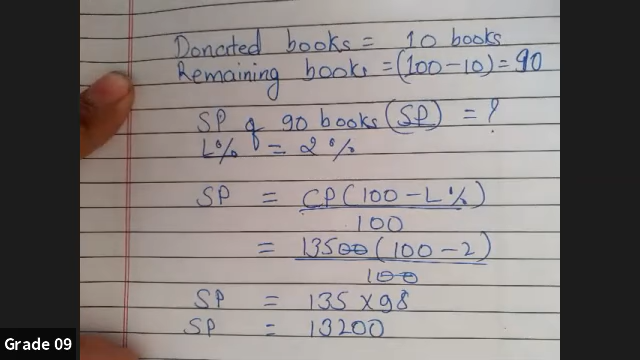 Donated books = 10 books
Remaining books = (100-10) = 90
SP of 90 books (SP) = ?
L% = 2%
SP = CP(100-L%)
100
= 13500(100-2)
100
SP = 135 x 98
SP = 13200
Grade 09